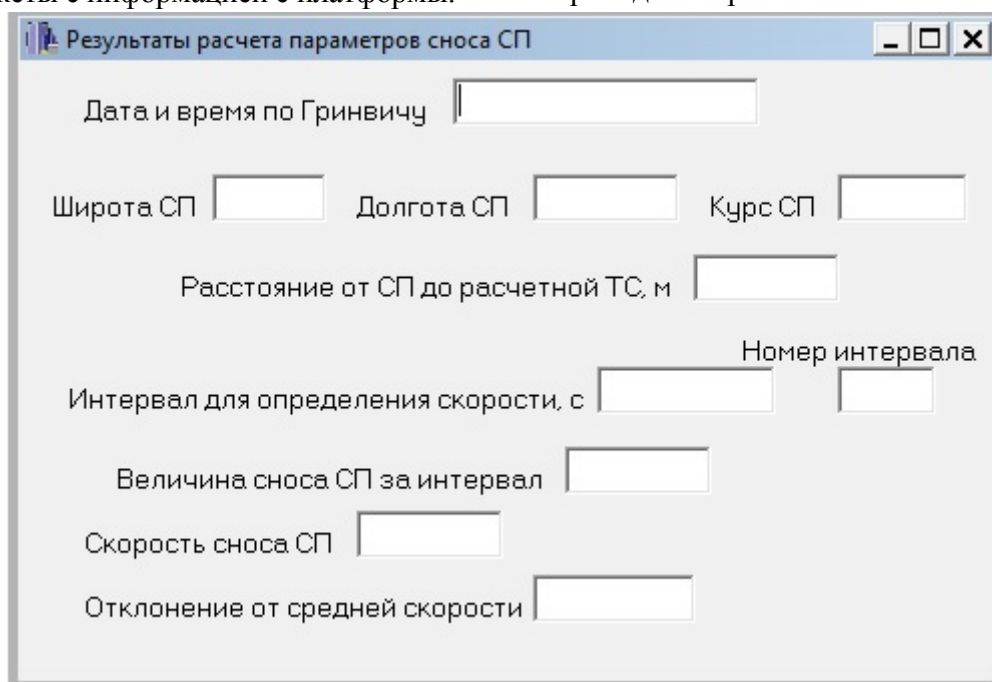 с информацией с платформы.
Результаты расчета параметров сноса СП
Дата и время по Гринвичу
Широта СП Долгота СП Курс СП
Расстояние от СП до расчетной ТС, м
Номер интервала
Интервал для определения скорости, с
Величина сноса СП за интервал
Скорость сноса СП
Отклонение от средней скорости